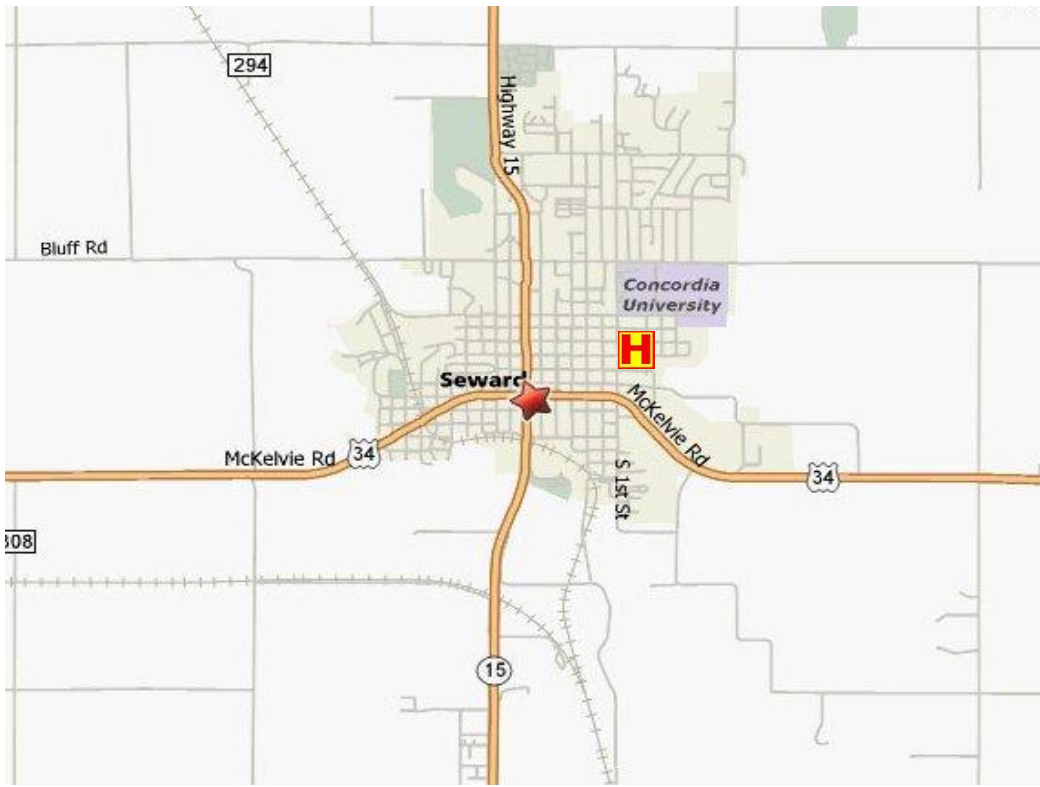 294
Highway 15
Bluff Rd
Concordia
University
H
Seward
McKelvie Rd
McKelvie Rd
34
S 1st St
34
308
15